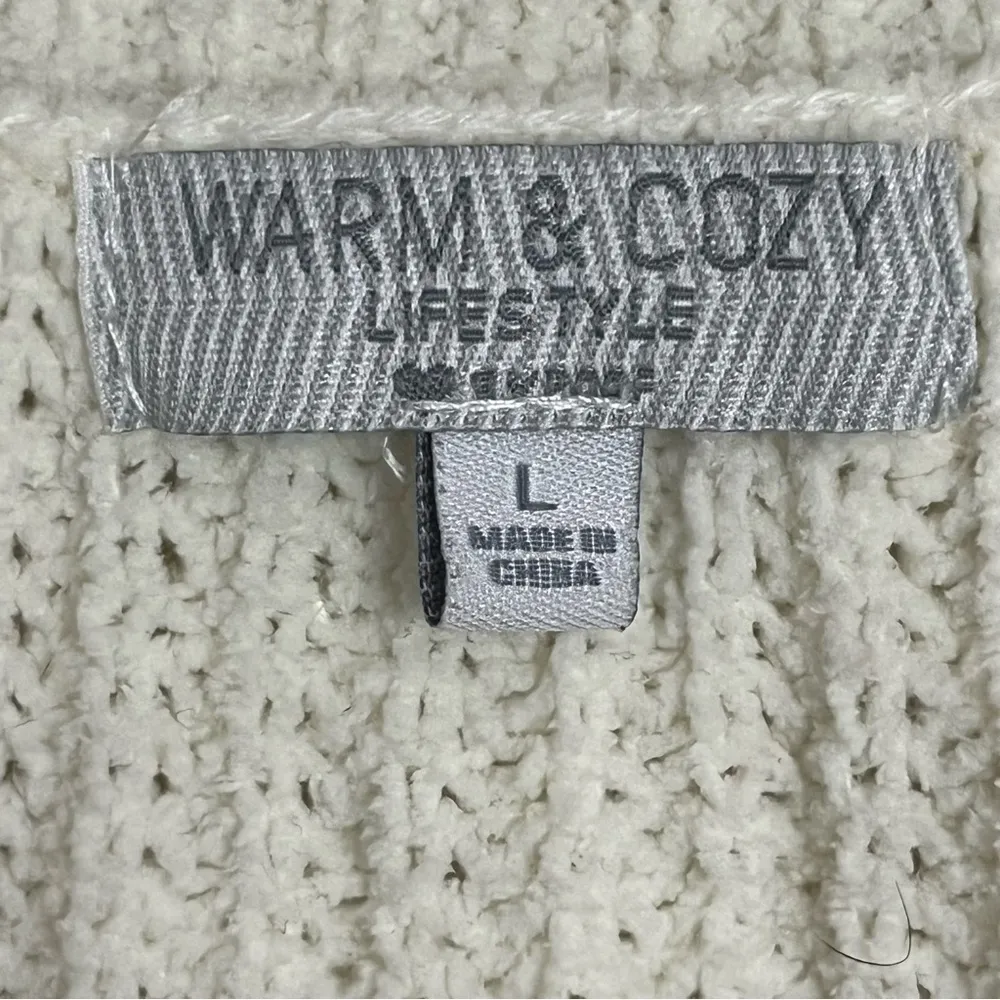 WARM & COZY
LIFESTYLE
L
MADE IN
CHINA